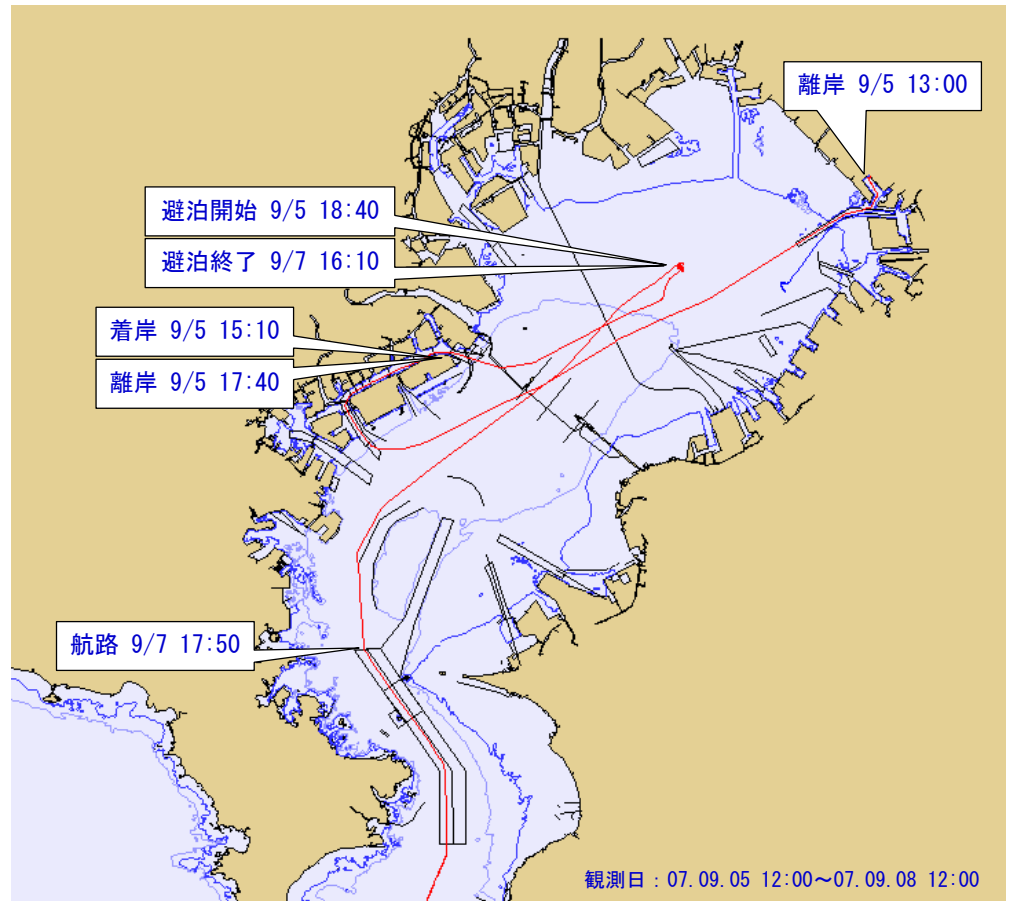 離岸 9/5 13:00
避泊開始 9/5 18:40
避泊終了 9/7 16:10
着岸 9/5 15:10
離岸 9/5 17:40
航路 9/7 17:50
観測日：07.09.05 12:00～07.09.08 12:00